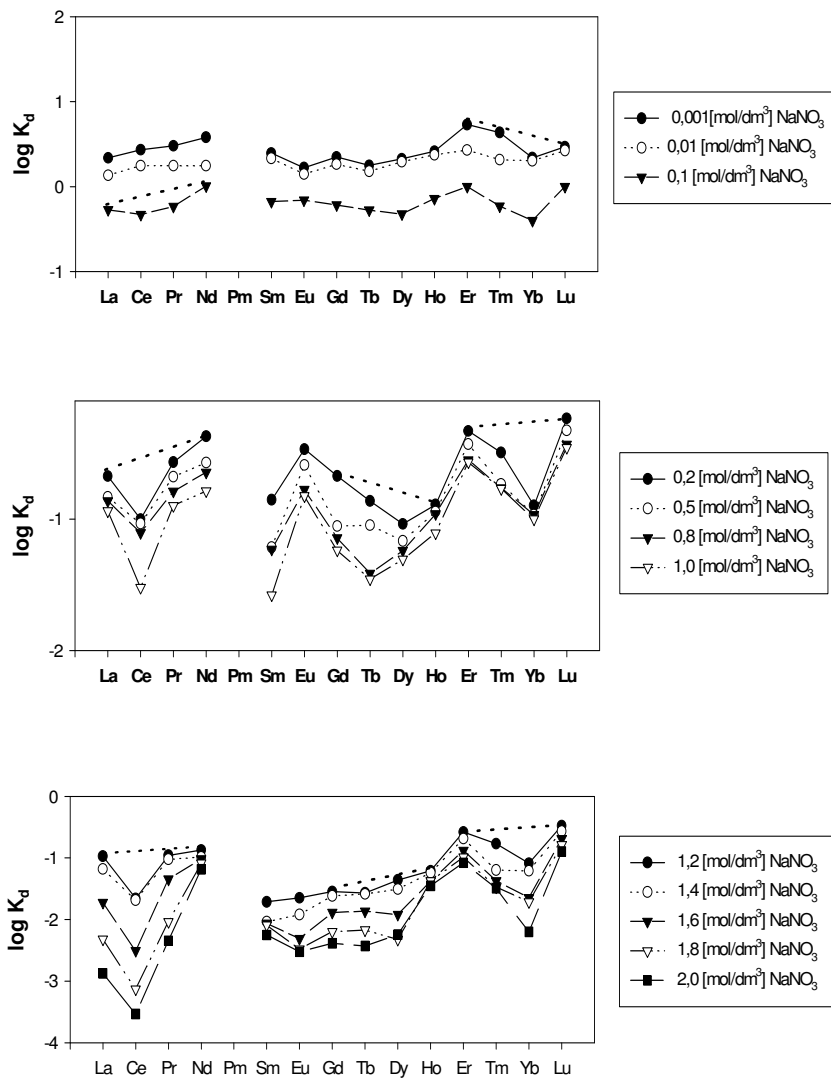 2
1
0
-1
log K_d
La Ce Pr Nd Pm Sm Eu Gd Tb Dy Ho Er Tm Yb Lu
0,001[mol/dm³] NaNO₃
0,01 [mol/dm³] NaNO₃
0,1 [mol/dm³] NaNO₃
-1
-2
log K_d
La Ce Pr Nd Pm Sm Eu Gd Tb Dy Ho Er Tm Yb Lu
0,2 [mol/dm³] NaNO₃
0,5 [mol/dm³] NaNO₃
0,8 [mol/dm³] NaNO₃
1,0 [mol/dm³] NaNO₃
0
-1
-2
-3
-4
log K_d
La Ce Pr Nd Pm Sm Eu Gd Tb Dy Ho Er Tm Yb Lu
1,2 [mol/dm³] NaNO₃
1,4 [mol/dm³] NaNO₃
1,6 [mol/dm³] NaNO₃
1,8 [mol/dm³] NaNO₃
2,0 [mol/dm³] NaNO₃